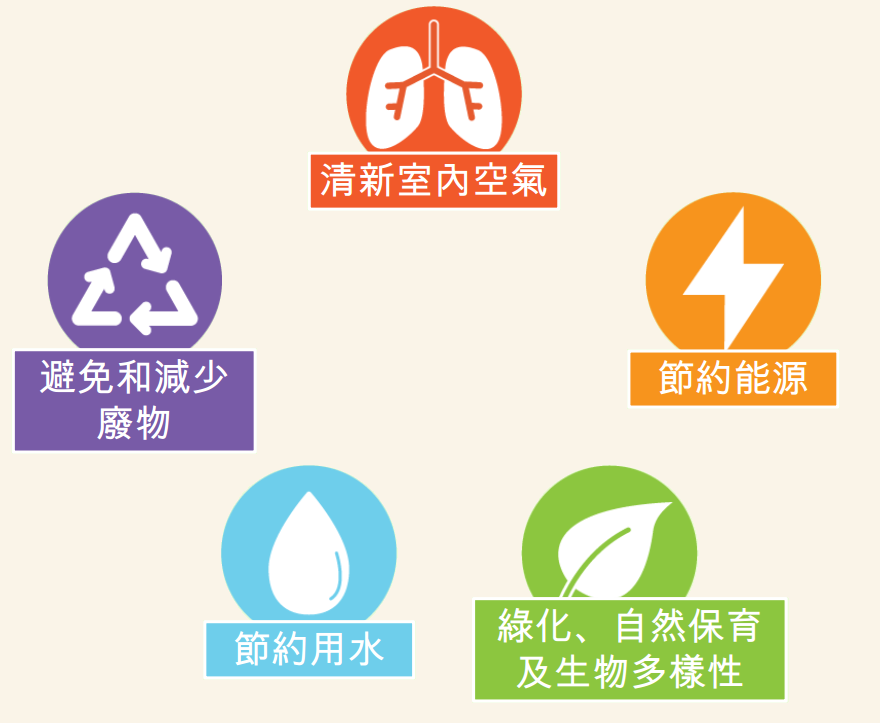 清新室內空氣
避免和減少
廢物
節約能源
節約用水
綠化、自然保育
及生物多樣性